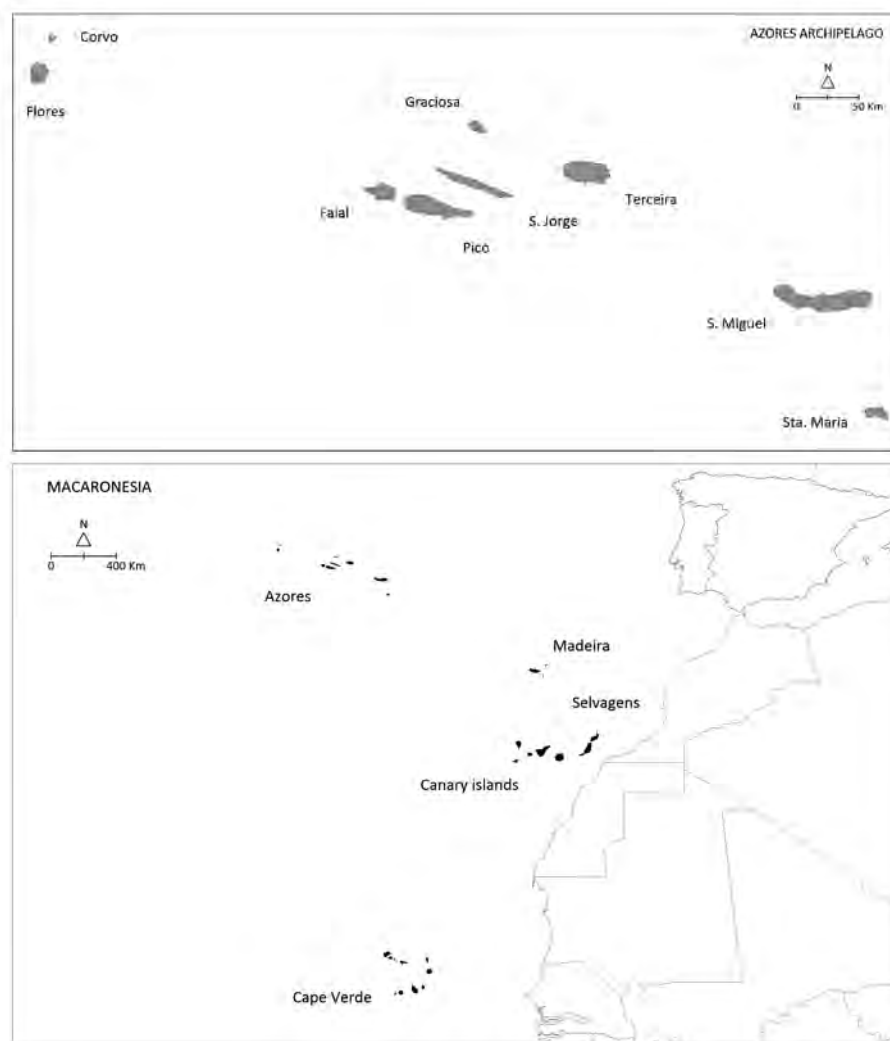 Corvo
AZORES ARCHIPELAGO
N
0 50 Km
Flores
Graciosa
Terceira
Faial
S. Jorge
Pico
S. Miguel
Sta. Maria
MACARONESIA
N
0 400 Km
Azores
Madeira
Selvagens
Canary islands
Cape Verde